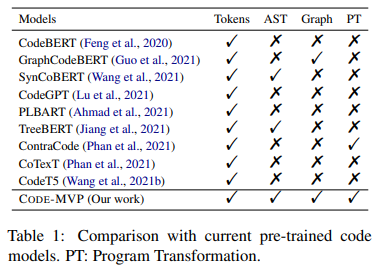 Models Tokens AST Graph PT
CodeBERT (Feng et al., 2020) ✓ ✗ ✗ ✗
GraphCodeBERT (Guo et al., 2021) ✓ ✗ ✓ ✗
SynCoBERT (Wang et al., 2021) ✓ ✓ ✗ ✗
CodeGPT (Lu et al., 2021) ✓ ✗ ✗ ✗
PLBART (Ahmad et al., 2021) ✓ ✗ ✗ ✗
TreeBERT (Jiang et al., 2021) ✓ ✓ ✗ ✗
ContraCode (Phan et al., 2021) ✓ ✗ ✗ ✓
CoTexT (Phan et al., 2021) ✓ ✗ ✗ ✗
CodeT5 (Wang et al., 2021b) ✓ ✗ ✗ ✗
CODE-MVP (Our work) ✓ ✓ ✓ ✓
Table 1: Comparison with current pre-trained code
models. PT: Program Transformation.